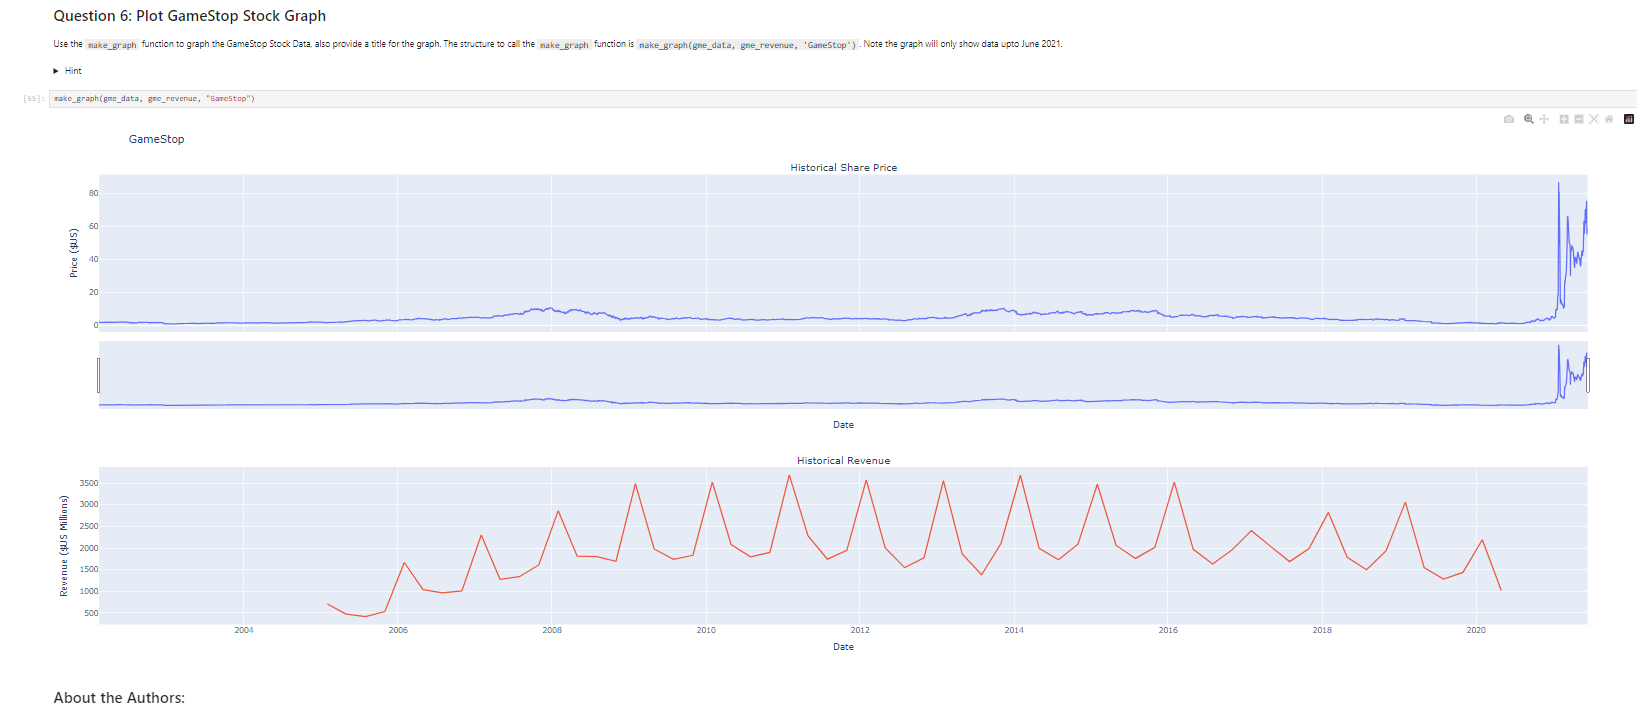 Question 6: Plot GameStop Stock Graph
Use the make_graph function to graph the GameStop Stock Data, also provide a title for the graph. The structure to call the make_graph function is make_graph(gme_data, gme_revenue, 'GameStop'). Note the graph will only show data upto June 2021.
Hint
[55]: make_graph(gme_data, gme_revenue, "GameStop")
GameStop
Historical Share Price
80
60
40
20
0
Price ($US)
Date
Historical Revenue
3500
3000
2500
2000
1500
1000
500
Revenue ($US Millions)
2004 2006 2008 2010 2012 2014 2016 2018 2020
Date
About the Authors: